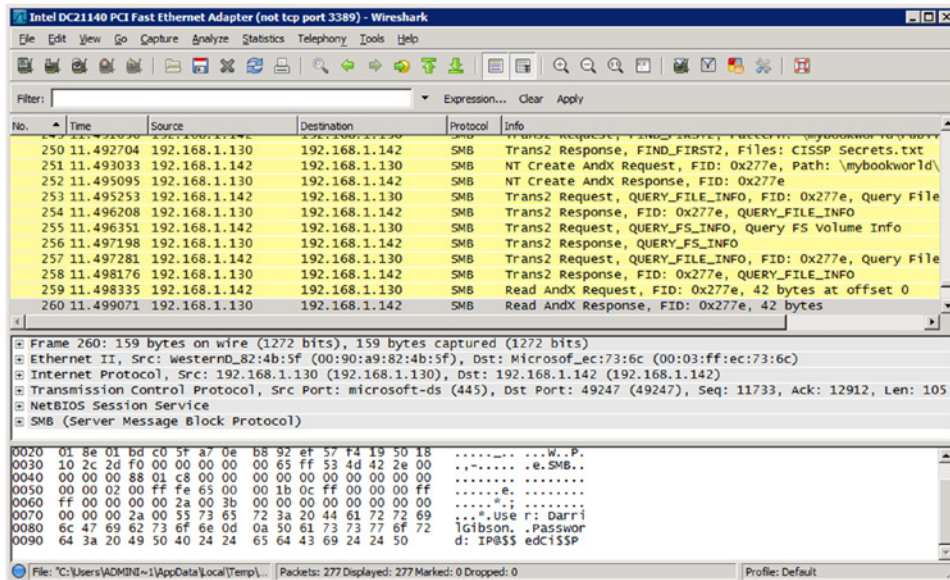 Intel DC21140 PCI Fast Ethernet Adapter (not tcp port 3389) - Wireshark
File Edit View Go Capture Analyze Statistics Telephony Tools Help
Filter: Expression... Clear Apply
No. Time Source Destination Protocol Info
250 11.492704 192.168.1.130 192.168.1.142 SMB Trans2 Response, FIND_FIRST2, Files: CISSP Secrets.txt
251 11.493033 192.168.1.142 192.168.1.130 SMB NT Create AndX Request, FID: 0x277e, Path: \mybookworld\
252 11.495095 192.168.1.130 192.168.1.142 SMB NT Create AndX Response, FID: 0x277e
253 11.495253 192.168.1.142 192.168.1.130 SMB Trans2 Request, QUERY_FILE_INFO, FID: 0x277e, Query File
254 11.496208 192.168.1.130 192.168.1.142 SMB Trans2 Response, FID: 0x277e, QUERY_FILE_INFO
255 11.496351 192.168.1.142 192.168.1.130 SMB Trans2 Request, QUERY_FS_INFO, Query FS Volume Info
256 11.497198 192.168.1.130 192.168.1.142 SMB Trans2 Response, QUERY_FS_INFO
257 11.497281 192.168.1.142 192.168.1.130 SMB Trans2 Request, QUERY_FILE_INFO, FID: 0x277e, Query File
258 11.498176 192.168.1.130 192.168.1.142 SMB Trans2 Response, FID: 0x277e, QUERY_FILE_INFO
259 11.498335 192.168.1.142 192.168.1.130 SMB Read AndX Request, FID: 0x277e, 42 bytes at offset 0
260 11.499071 192.168.1.130 192.168.1.142 SMB Read AndX Response, FID: 0x277e, 42 bytes
Frame 260: 159 bytes on wire (1272 bits), 159 bytes captured (1272 bits)
Ethernet II, Src: WesternD_82:4b:5f (00:90:a9:82:4b:5f), Dst: Microsof_ec:73:6c (00:03:ff:ec:73:6c)
Internet Protocol, Src: 192.168.1.130 (192.168.1.130), Dst: 192.168.1.142 (192.168.1.142)
Transmission Control Protocol, Src Port: microsoft-ds (445), Dst Port: 49247 (49247), Seq: 11733, Ack: 12912, Len: 105
NetBIOS Session Service
SMB (Server Message Block Protocol)
0020 01 8e 01 bd c0 5f a7 0e b8 92 ef 57 f4 19 50 18 ....._.. ...W..P.
0030 10 2c 2d f0 00 00 00 00 00 65 ff 53 4d 42 2e 00 .,-..... .e.SMB..
0040 00 00 00 88 01 c8 00 00 00 00 00 00 00 00 00 00 ........ ........
0050 00 00 02 00 ff fe 65 00 00 1b 0c ff 00 00 00 ff ......e. ........
0060 ff 00 00 00 00 2a 00 3b 00 00 00 00 00 00 00 00 .....*.; ........
0070 00 00 00 2a 00 55 73 65 72 3a 20 44 61 72 72 69 ...*.Use r: Darri
0080 6c 47 69 62 73 6f 6e 0d 0a 50 61 73 73 77 6f 72 lGibson. .Passwor
0090 64 3a 20 49 50 40 24 24 65 64 43 69 24 24 50 d: IP@$$ edCi$$P
File: "C:\Users\ADMINI~1\AppData\Local\Temp\... Packets: 277 Displayed: 277 Marked: 0 Dropped: 0 Profile: Default